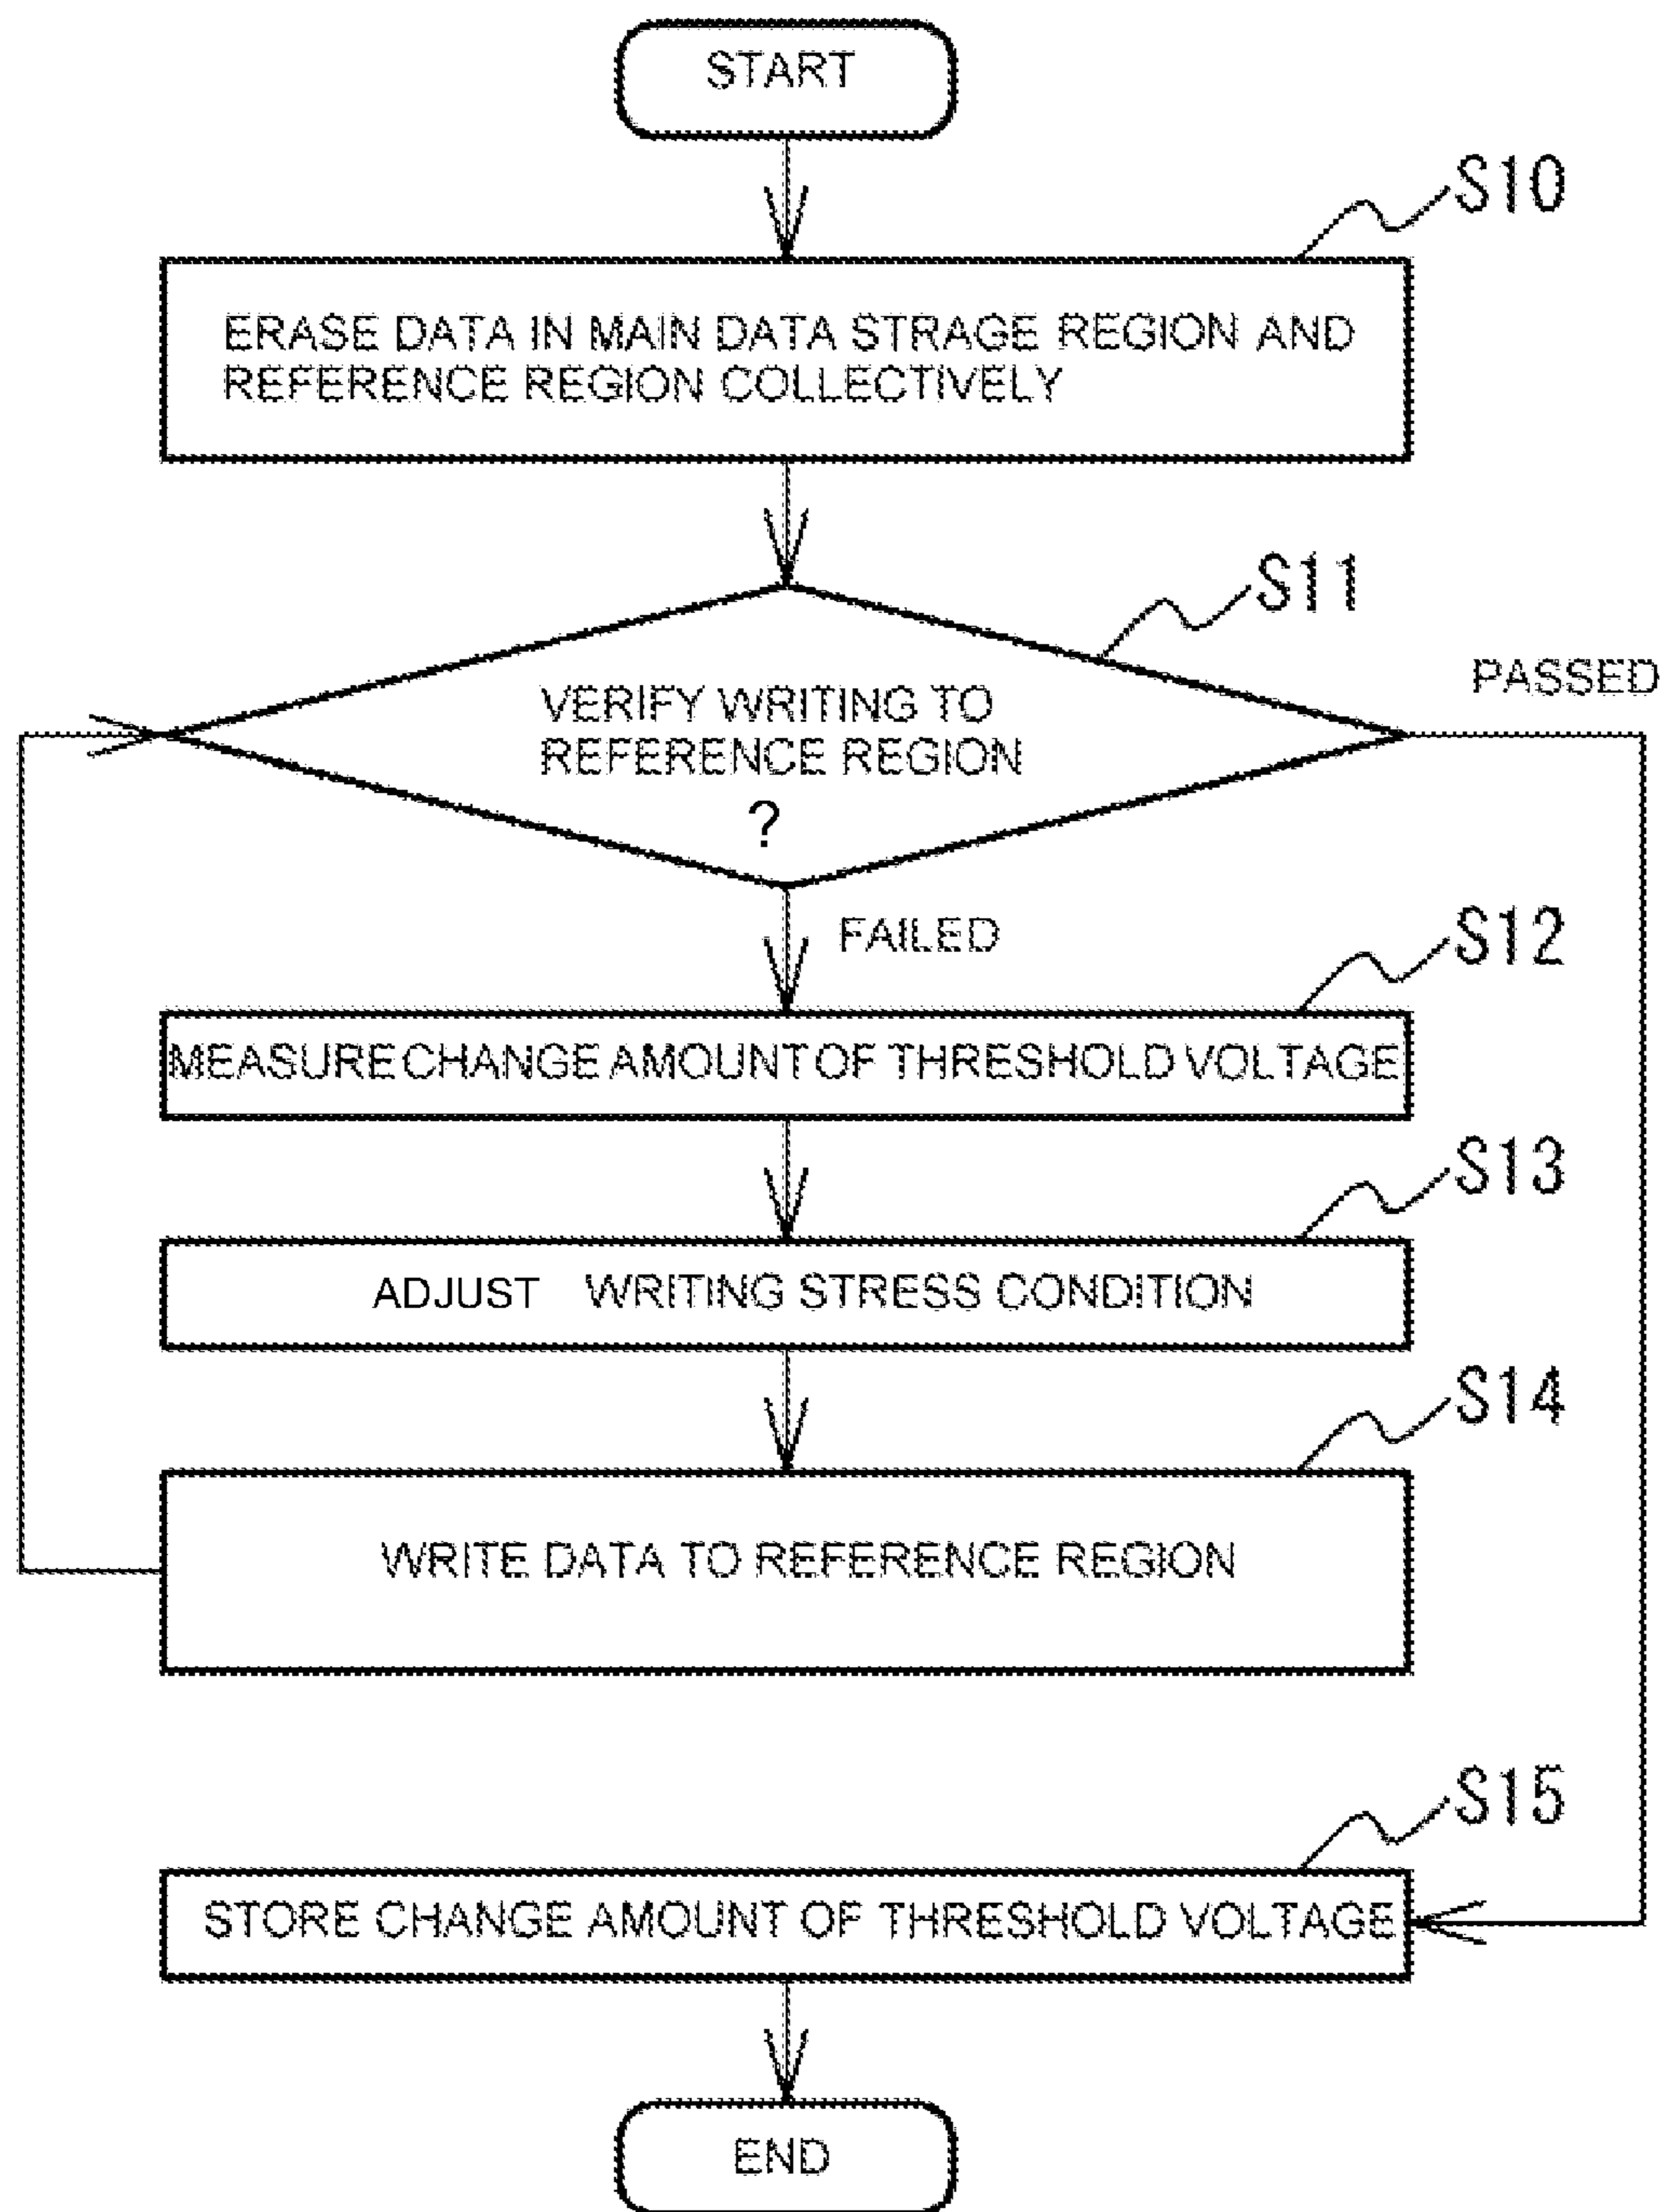 START
S10
ERASE DATA IN MAIN DATA STRAGE REGION AND
REFERENCE REGION COLLECTIVELY
S11
PASSED
VERIFY WRITING TO
REFERENCE REGION
?
FAILED
S12
MEASURE CHANGE AMOUNT OF THRESHOLD VOLTAGE
S13
ADJUST WRITING STRESS CONDITION
S14
WRITE DATA TO REFERENCE REGION
S15
STORE CHANGE AMOUNT OF THRESHOLD VOLTAGE
END